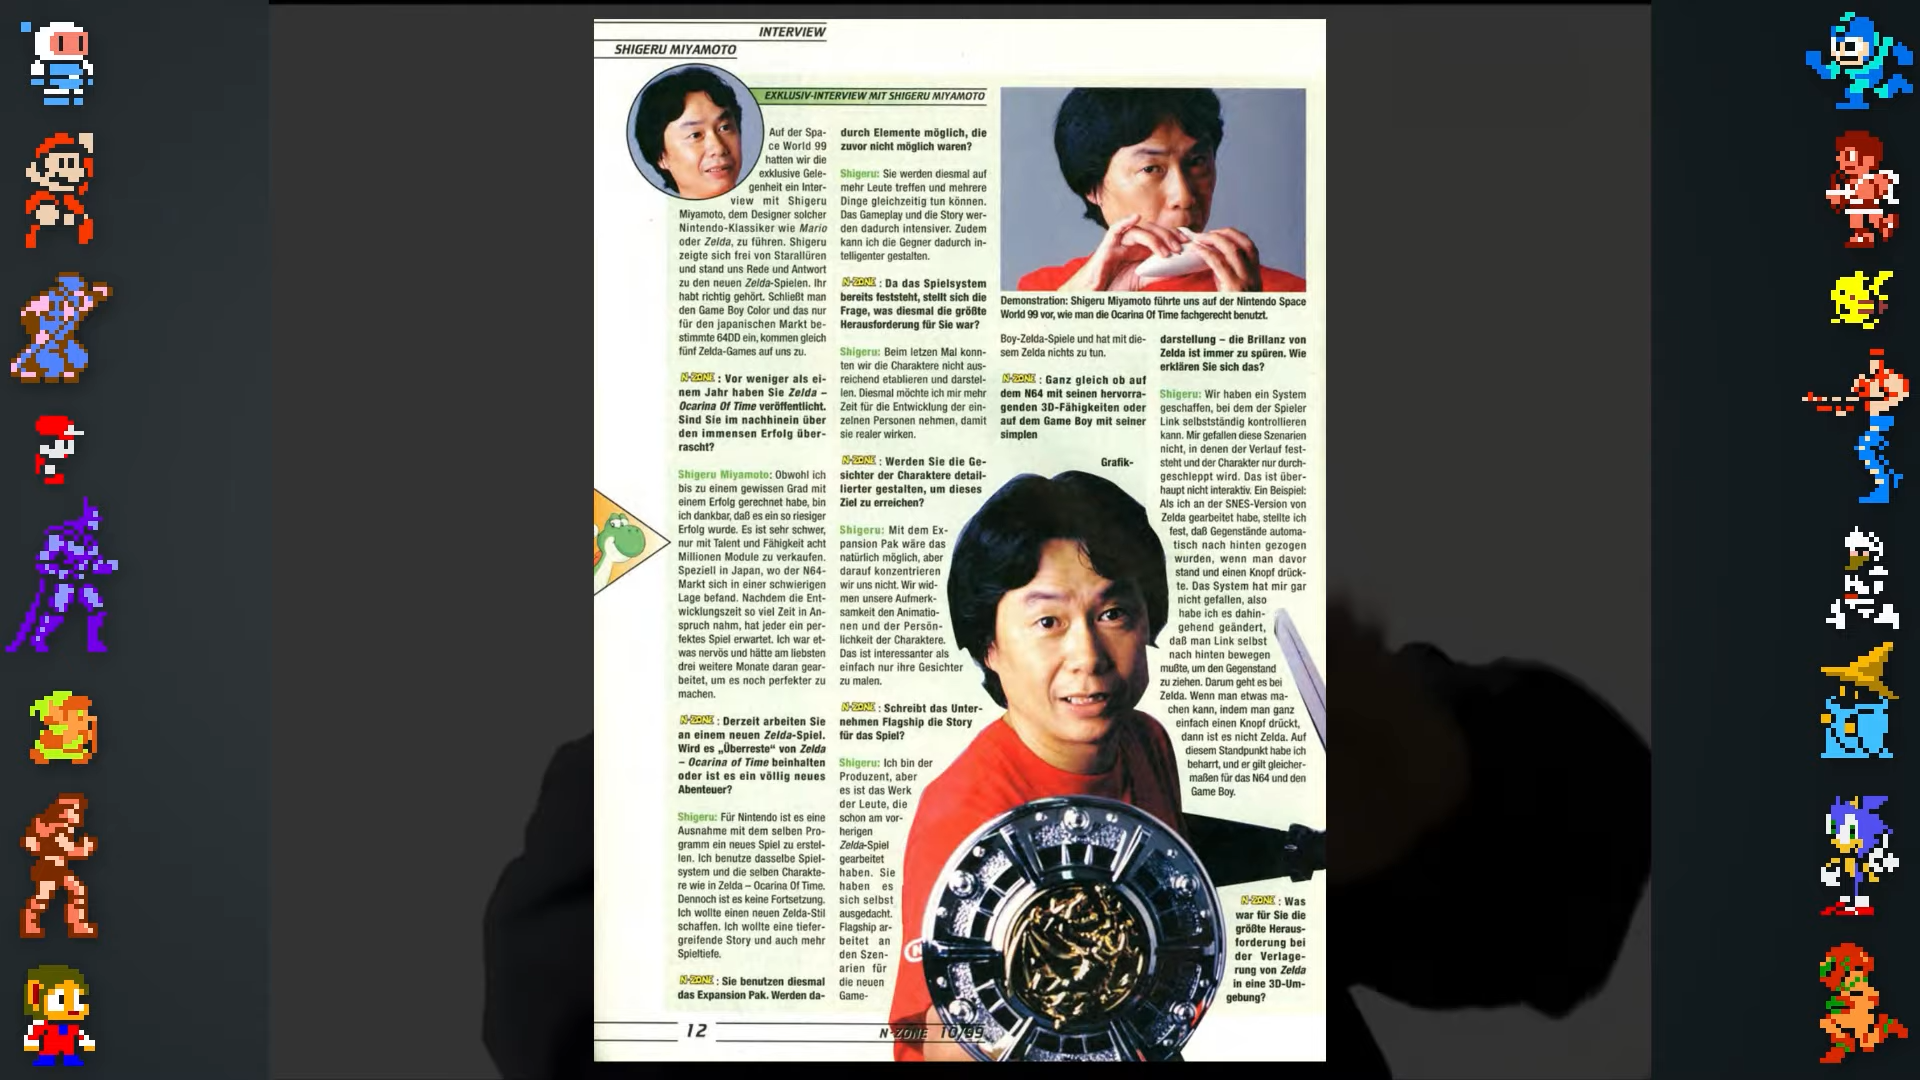 INTERVIEW
SHIGERU MIYAMOTO
EXKLUSIV-INTERVIEW MIT SHIGERU MIYAMOTO
Auf der Spa-
ce World 99
hatten wir die
exklusive Gele-
genheit ein Inter-
view mit Shigeru
Miyamoto, dem Designer solcher
Nintendo-Klassiker wie Mario
oder Zelda, zu führen. Shigeru
zeigte sich frei von Starallüren
und stand uns Rede und Antwort
zu den neuen Zelda-Spielen. Ihr
habt richtig gehört. Schließt man
den Game Boy Color und das nur
für den japanischen Markt be-
stimmte 64DD ein, kommen gleich
fünf Zelda-Games auf uns zu.
N-ZONE: Vor weniger als ei-
nem Jahr haben Sie Zelda –
Ocarina Of Time veröffentlicht.
Sind Sie im nachhinein über
den immensen Erfolg über-
rascht?
Shigeru Miyamoto: Obwohl ich
bis zu einem gewissen Grad mit
einem Erfolg gerechnet habe, bin
ich dankbar, daß es ein so riesiger
Erfolg wurde. Es ist sehr schwer,
nur mit Talent und Fähigkeit acht
Millionen Module zu verkaufen.
Speziell in Japan, wo der N64-
Markt sich in einer schwierigen
Lage befand. Nachdem die Ent-
wicklungszeit so viel Zeit in An-
spruch nahm, hat jeder ein per-
fektes Spiel erwartet. Ich war et-
was nervös und hätte am liebsten
drei weitere Monate daran gear-
beitet, um es noch perfekter zu
machen.
N-ZONE: Derzeit arbeiten Sie
an einem neuen Zelda-Spiel.
Wird es „Überreste“ von Zelda
– Ocarina of Time beinhalten
oder ist es ein völlig neues
Abenteuer?
Shigeru: Für Nintendo ist es eine
Ausnahme mit dem selben Pro-
gramm ein neues Spiel zu erstel-
len. Ich benutze dasselbe Spiel-
system und die selben Charakte-
re wie in Zelda – Ocarina Of Time.
Dennoch ist es keine Fortsetzung.
Ich wollte einen neuen Zelda-Stil
schaffen. Ich wollte eine tiefer-
greifende Story und auch mehr
Spieltiefe.
N-ZONE: Sie benutzen diesmal
das Expansion Pak. Werden da-
durch Elemente möglich, die
zuvor nicht möglich waren?
Shigeru: Sie werden diesmal auf
mehr Leute treffen und mehrere
Dinge gleichzeitig tun können.
Das Gameplay und die Story wer-
den dadurch intensiver. Zudem
kann ich die Gegner dadurch in-
telligenter gestalten.
N-ZONE: Da das Spielsystem
bereits feststeht, stellt sich die
Frage, was diesmal die größte
Herausforderung für Sie war?
Shigeru: Beim letzen Mal konn-
ten wir die Charaktere nicht aus-
reichend etablieren und darstel-
len. Diesmal möchte ich mir mehr
Zeit für die Entwicklung der ein-
zelnen Personen nehmen, damit
sie realer wirken.
N-ZONE: Werden Sie die Ge-
sichter der Charaktere detail-
lierter gestalten, um dieses
Ziel zu erreichen?
Shigeru: Mit dem Ex-
pansion Pak wäre das
natürlich möglich, aber
darauf konzentrieren
wir uns nicht. Wir wid-
men unsere Aufmerk-
samkeit den Animatio-
nen und der Persön-
lichkeit der Charaktere.
Das ist interessanter als
einfach nur ihre Gesichter
zu malen.
N-ZONE: Schreibt das Unter-
nehmen Flagship die Story
für das Spiel?
Shigeru: Ich bin der
Produzent, aber
es ist das Werk
der Leute, die
schon am vor-
herigen
Zelda-Spiel
gearbeitet
haben. Sie
haben es
sich selbst
ausgedacht.
Flagship ar-
beitet an
den Szen-
arien für
die neuen
Game-
Demonstration: Shigeru Miyamoto führte uns auf der Nintendo Space
World 99 vor, wie man die Ocarina Of Time fachgerecht benutzt.
Boy-Zelda-Spiele und hat mit die-
sem Zelda nichts zu tun.
N-ZONE: Ganz gleich ob auf
dem N64 mit seinen hervorra-
genden 3D-Fähigkeiten oder
auf dem Game Boy mit seiner
simplen
Grafik-
darstellung – die Brillanz von
Zelda ist immer zu spüren. Wie
erklären Sie sich das?
Shigeru: Wir haben ein System
geschaffen, bei dem der Spieler
Link selbstständig kontrollieren
kann. Mir gefallen diese Szenarien
nicht, in denen der Verlauf fest-
steht und der Charakter nur durch-
geschleppt wird. Das ist über-
haupt nicht interaktiv. Ein Beispiel:
Als ich an der SNES-Version von
Zelda gearbeitet habe, stellte ich
fest, daß Gegenstände automa-
tisch nach hinten gezogen
wurden, wenn man davor
stand und einen Knopf drück-
te. Das System hat mir gar
nicht gefallen, also
habe ich es dahin-
gehend geändert,
daß man Link selbst
nach hinten bewegen
mußte, um den Gegenstand
zu ziehen. Darum geht es bei
Zelda. Wenn man etwas ma-
chen kann, indem man ganz
einfach einen Knopf drückt,
dann ist es nicht Zelda. Auf
diesem Standpunkt habe ich
beharrt, und er gilt gleicher-
maßen für das N64 und den
Game Boy.
N-ZONE: Was
war für Sie die
größte Heraus-
forderung bei
der Verlage-
rung von Zelda
in eine 3D-Um-
gebung?
12
N-ZONE 10/99